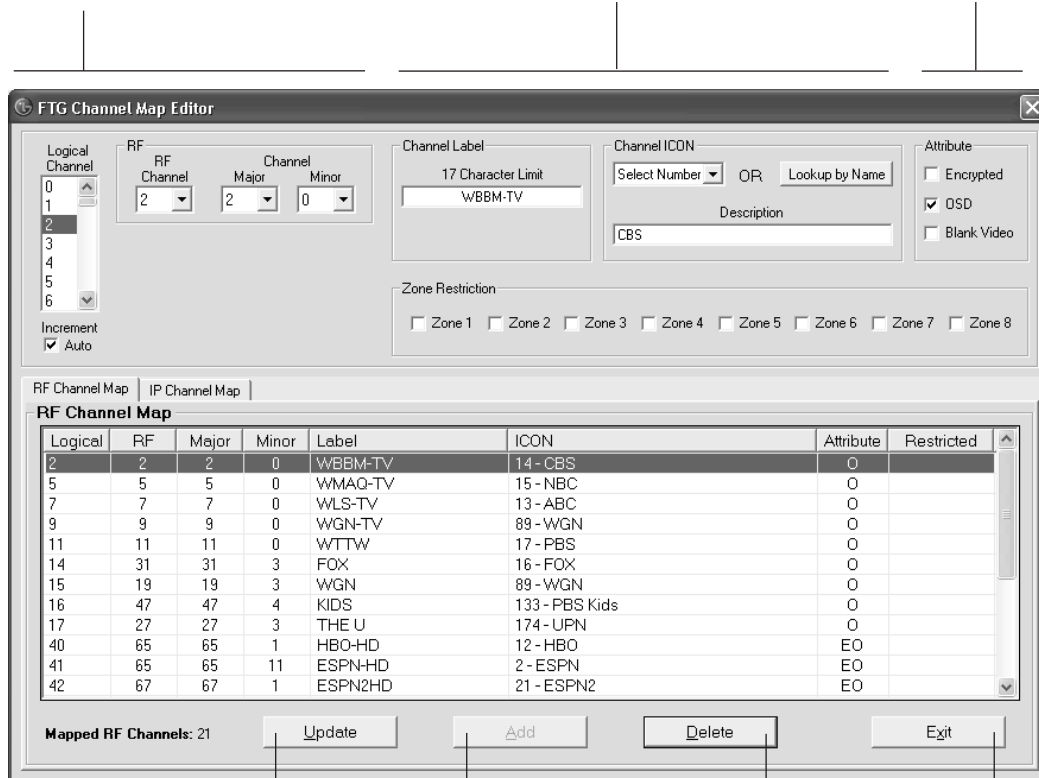 FTG Channel Map Editor
Logical Channel
0
1
2
3
4
5
6
Increment
Auto
RF
RF Channel
2
Channel
Major
2
Minor
0
Channel Label
17 Character Limit
WBBM-TV
Channel ICON
Select Number OR Lookup by Name
Description
CBS
Attribute
Encrypted
OSD
Blank Video
Zone Restriction
Zone 1 Zone 2 Zone 3 Zone 4 Zone 5 Zone 6 Zone 7 Zone 8
RF Channel Map IP Channel Map
RF Channel Map
Logical RF Major Minor Label ICON Attribute Restricted
2 2 2 0 WBBM-TV 14 - CBS O
5 5 5 0 WMAQ-TV 15 - NBC O
7 7 7 0 WLS-TV 13 - ABC O
9 9 9 0 WGN-TV 89 - WGN O
11 11 11 0 WTTW 17 - PBS O
14 31 31 3 FOX 16 - FOX O
15 19 19 3 WGN 89 - WGN O
16 47 47 4 KIDS 133 - PBS Kids O
17 27 27 3 THE U 174 - UPN O
40 65 65 1 HBO-HD 12 - HBO EO
41 65 65 11 ESPN-HD 2 - ESPN EO
42 67 67 1 ESPN2HD 21 - ESPN2 EO
Mapped RF Channels: 21 Update Add Delete Exit